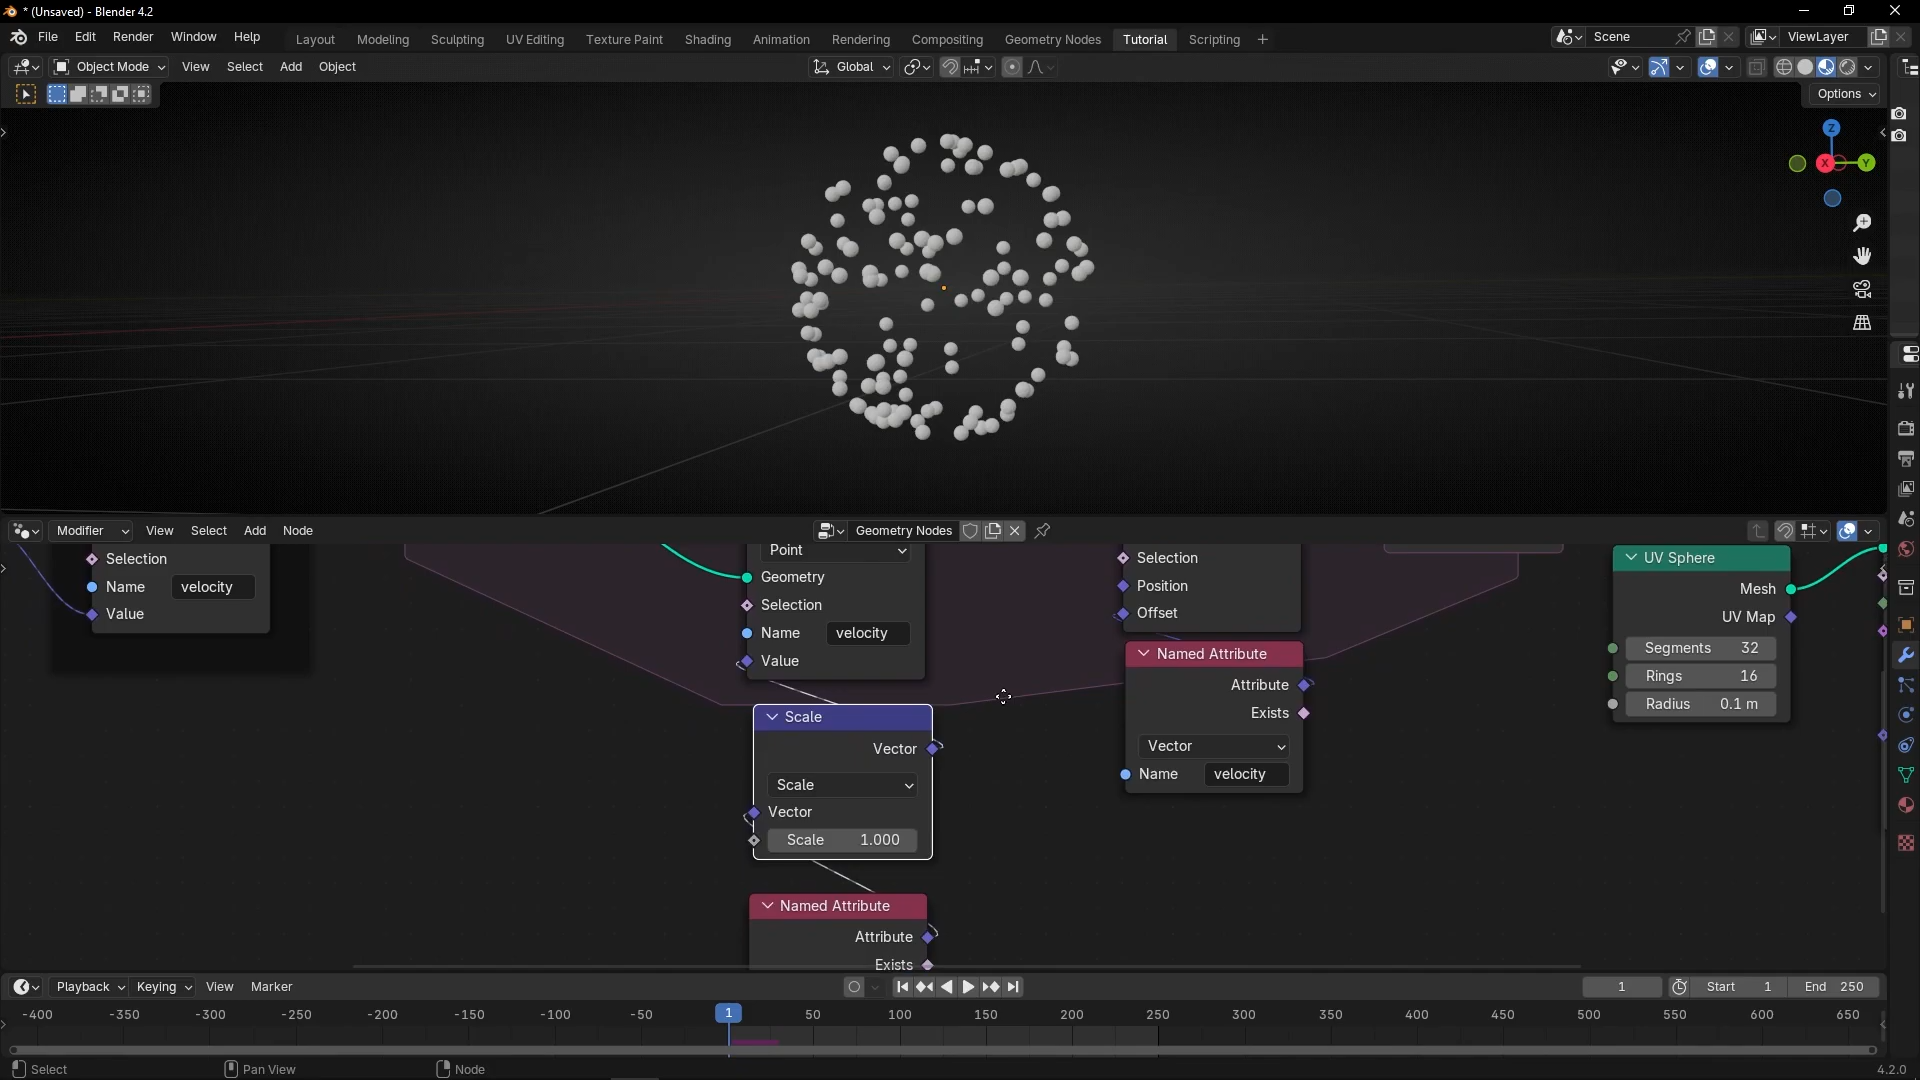 * (Unsaved) - Blender 4.2
File Edit Render Window Help Layout Modeling Sculpting UV Editing Texture Paint Shading Animation Rendering Compositing Geometry Nodes Tutorial Scripting + Scene ViewLayer
Object Mode View Select Add Object Global
Options
Z
X Y
Modifier View Select Add Node Geometry Nodes
Selection
Name velocity
Value
Point
Geometry
Selection
Name velocity
Value
Scale
Vector
Scale
Vector
Scale 1.000
Named Attribute
Attribute
Exists
Selection
Position
Offset
Named Attribute
Attribute
Exists
Vector
Name velocity
UV Sphere
Mesh
UV Map
Segments 32
Rings 16
Radius 0.1 m
Playback Keying View Marker 1 Start 1 End 250
-400 -350 -300 -250 -200 -150 -100 -50 1 50 100 150 200 250 300 350 400 450 500 550 600 650
Select Pan View Node 4.2.0